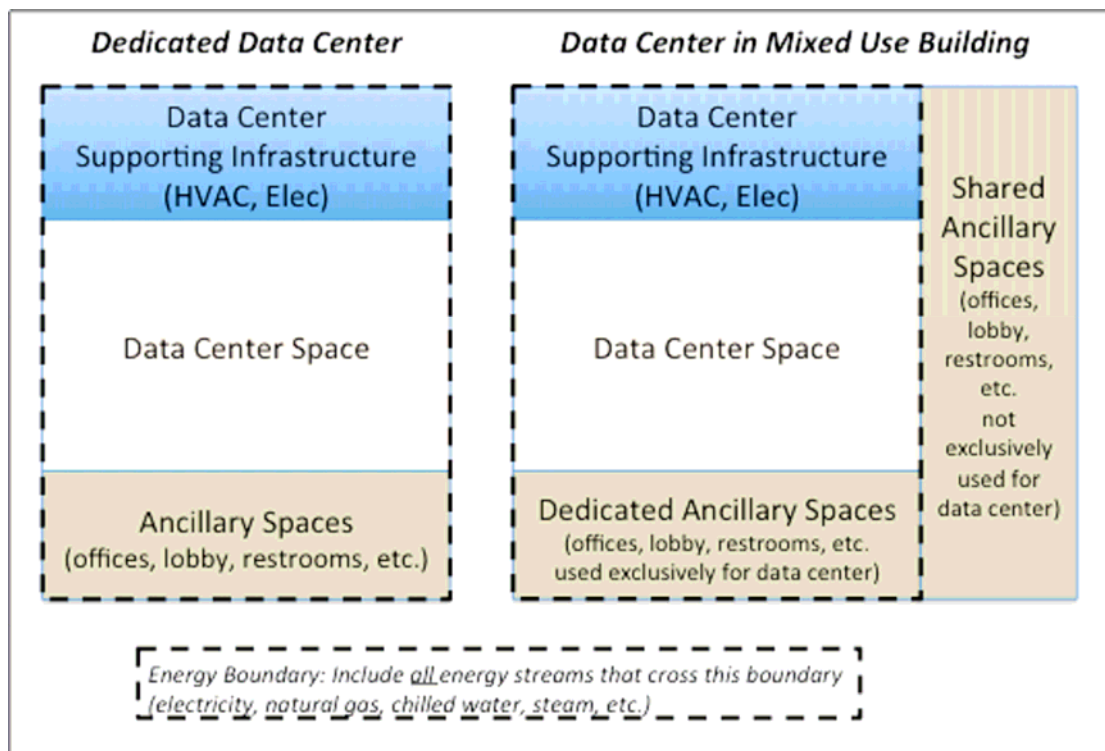 Dedicated Data Center
Data Center
Supporting Infrastructure
(HVAC, Elec)
Data Center Space
Ancillary Spaces
(offices, lobby, restrooms, etc.)
Data Center in Mixed Use Building
Data Center
Supporting Infrastructure
(HVAC, Elec)
Data Center Space
Dedicated Ancillary Spaces
(offices, lobby, restrooms, etc.
used exclusively for data center)
Shared
Ancillary
Spaces
(offices,
lobby,
restrooms,
etc.
not
exclusively
used for
data center)
Energy Boundary: Include all energy streams that cross this boundary
(electricity, natural gas, chilled water, steam, etc.)